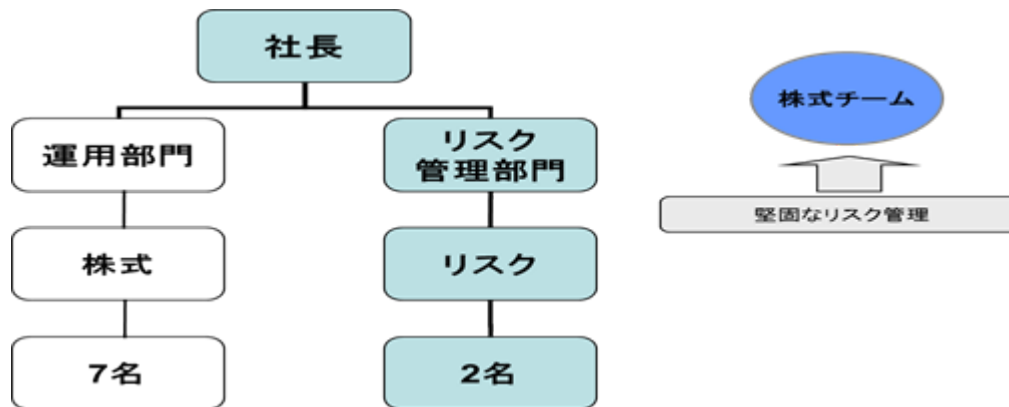 社長
運用部門
リスク
管理部門
株式
リスク
7名
2名
株式チーム
堅固なリスク管理